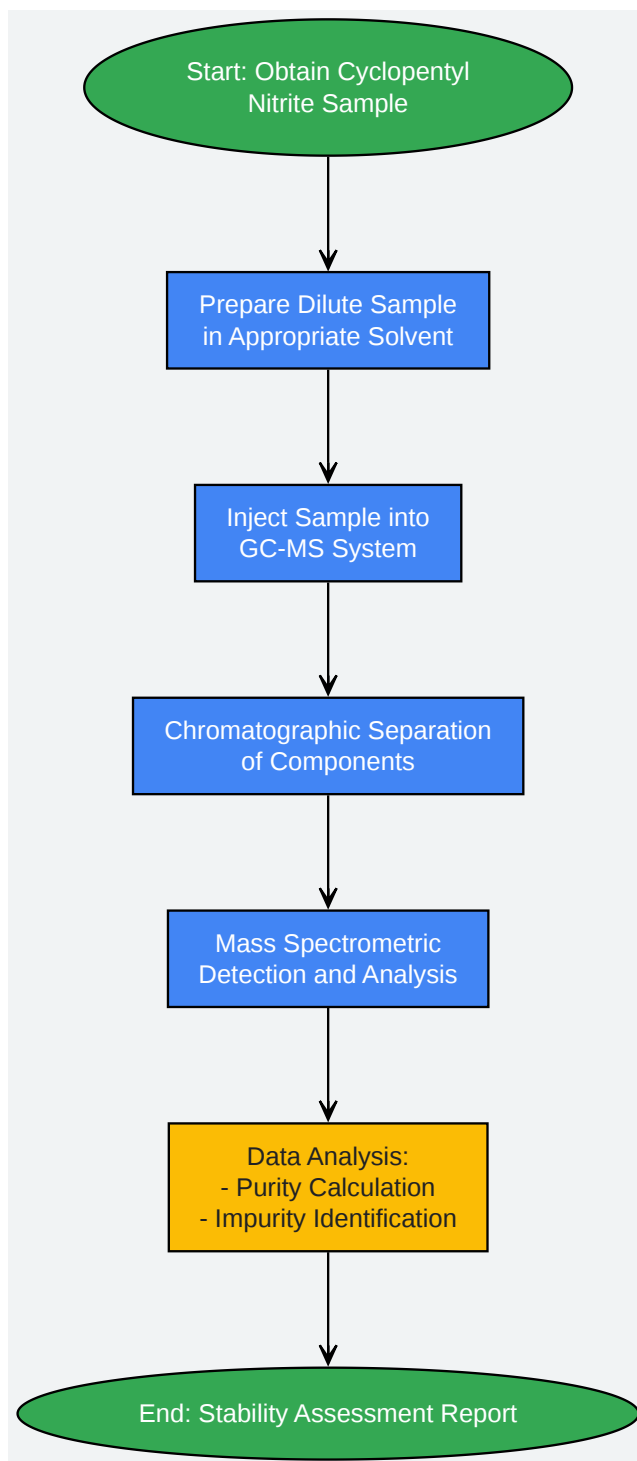 Start: Obtain Cyclopentyl
Nitrite Sample
Prepare Dilute Sample
in Appropriate Solvent
Inject Sample into
GC-MS System
Chromatographic Separation
of Components
Mass Spectrometric
Detection and Analysis
Data Analysis:
- Purity Calculation
- Impurity Identification
End: Stability Assessment Report